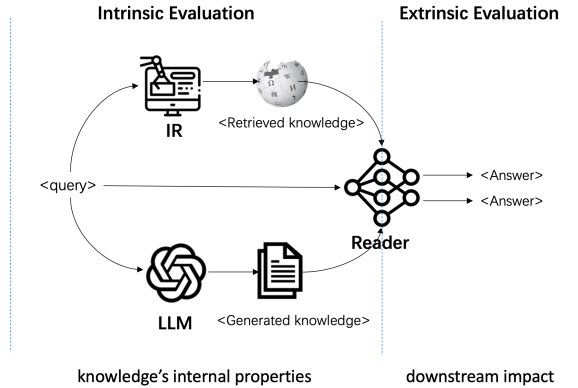 Intrinsic Evaluation
Extrinsic Evaluation
IR
<Retrieved knowledge>
<query>
<Answer>
<Answer>
Reader
LLM
<Generated knowledge>
knowledge's internal properties
downstream impact